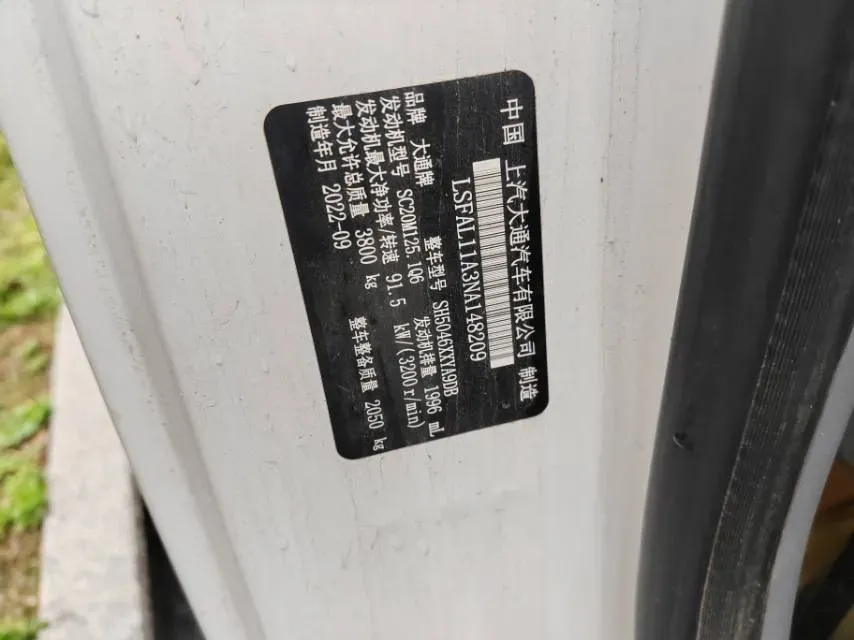 中国 上汽大通汽车有限公司 制造
LSFAL11A3NA148209
品牌 大通牌 整车型号 SH5046XXYA9DB
发动机型号 SC20M125.1Q6 发动机排量 1996 mL
发动机最大净功率/转速 91.5 kW/(3200r/min)
最大允许总质量 3800 kg 整车整备质量 2050 kg
制造年月 2022-09